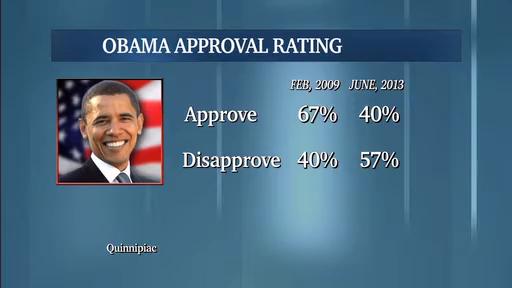 OBAMA APPROVAL RATING
FEB, 2009 JUNE, 2013
Approve 67% 40%
Disapprove 40% 57%
Quinnipiac